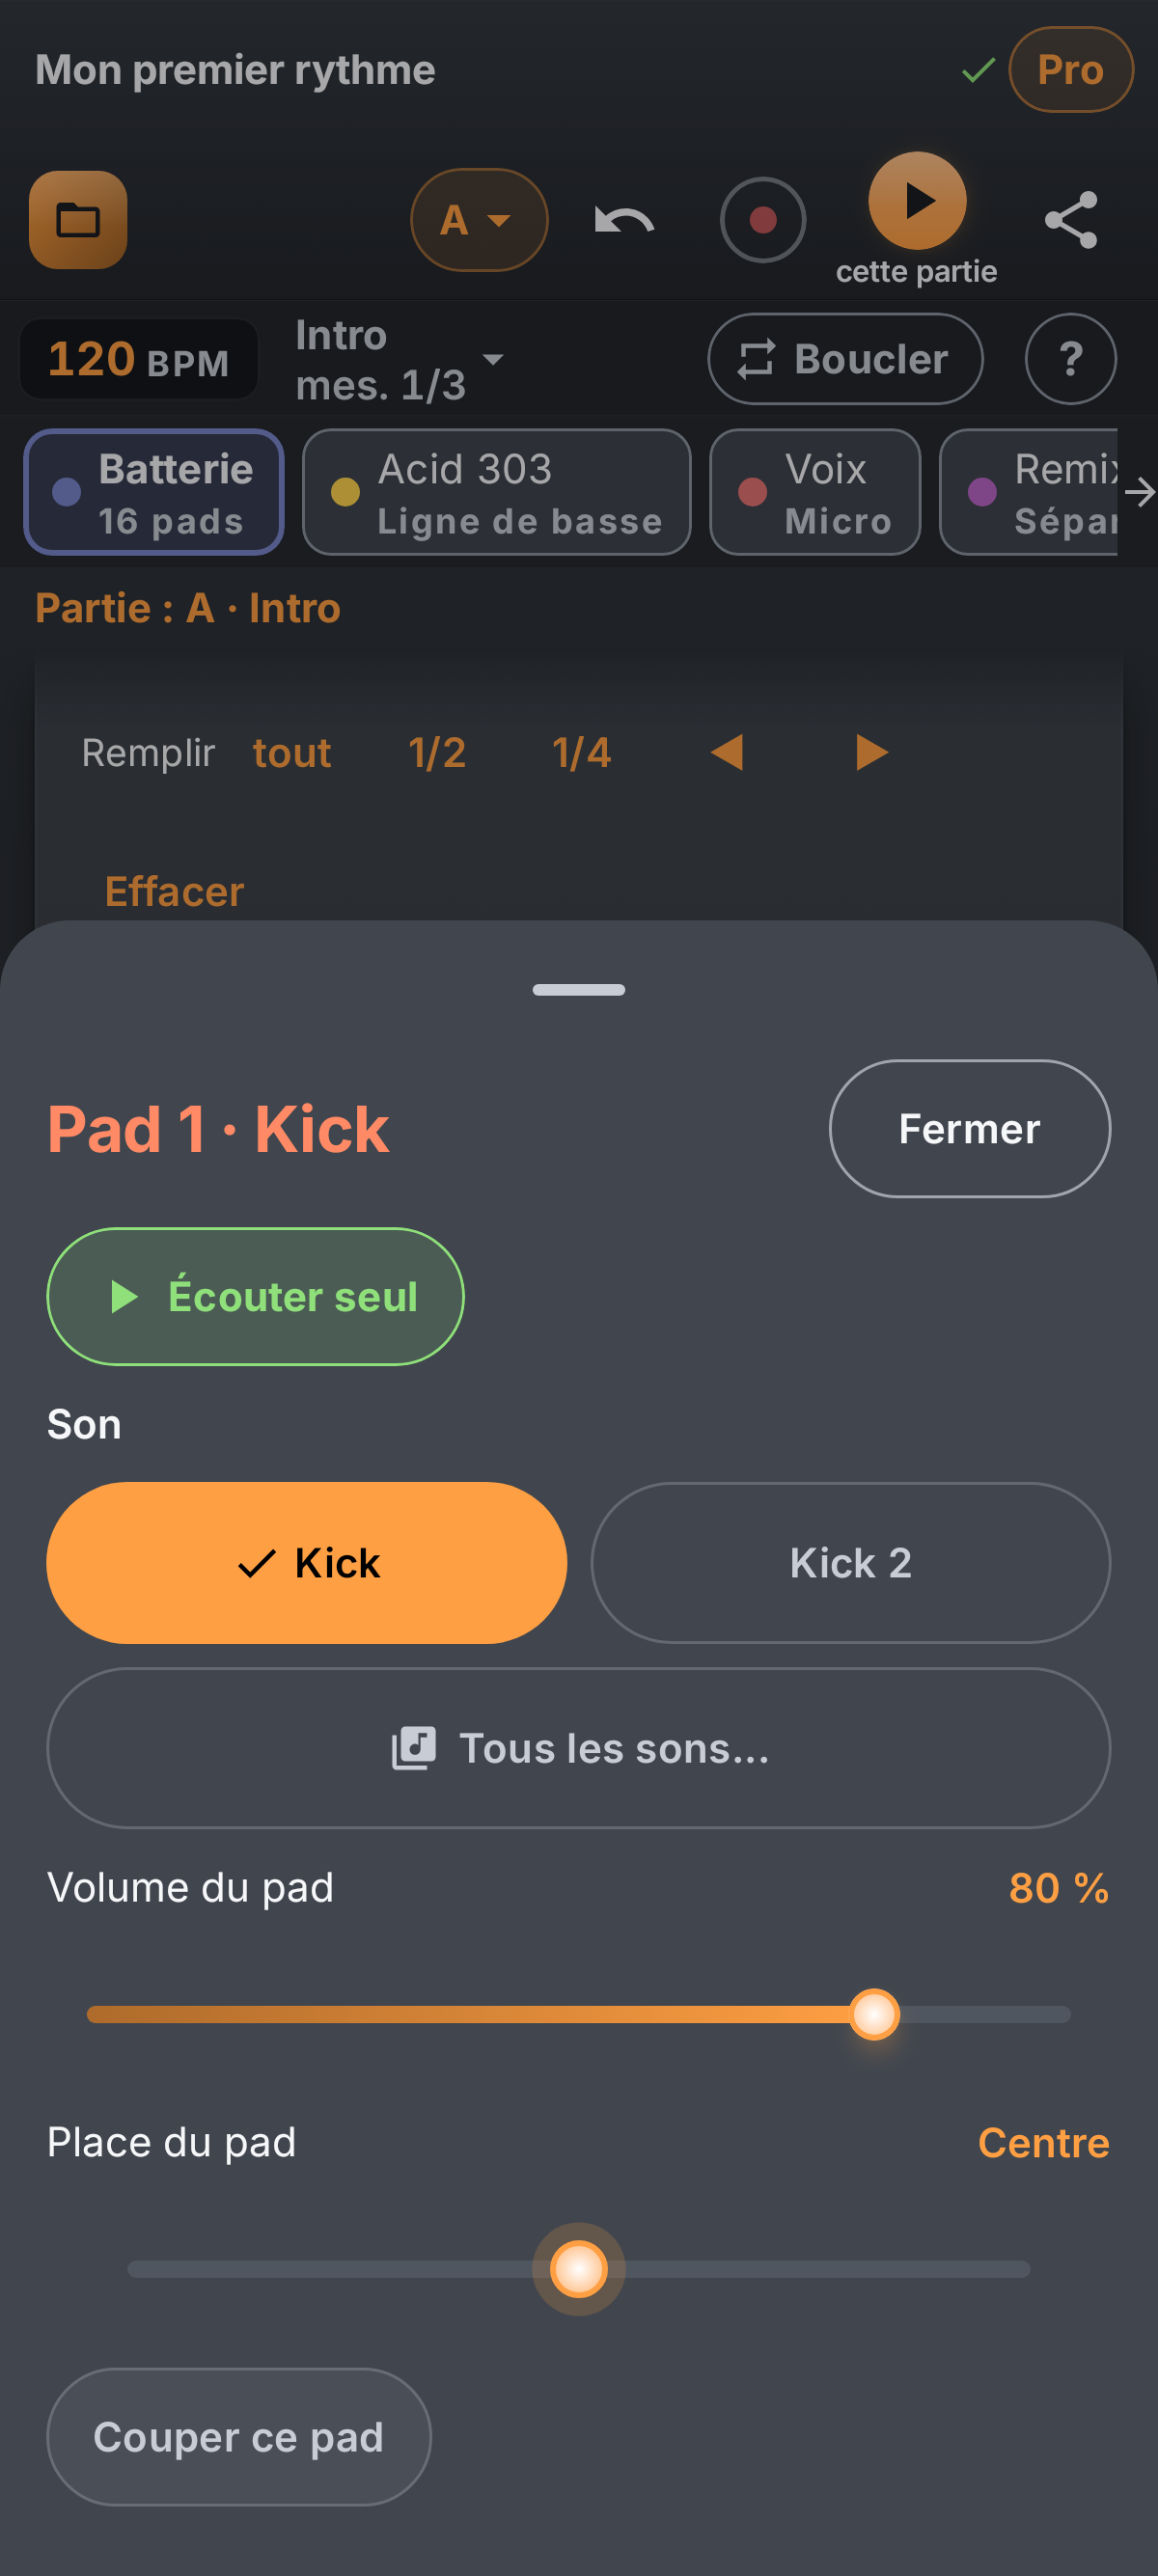 Mon premier rythme
Pro
A
cette partie
120 BPM
Intro
mes. 1/3
Boucler
?
Batterie
16 pads
Acid 303
Ligne de basse
Voix
Micro
Partie : A · Intro
Remplir tout 1/2 1/4
Effacer
Pad 1 · Kick
Fermer
Écouter seul
Son
Kick
Kick 2
Tous les sons...
Volume du pad
80 %
Place du pad
Centre
Couper ce pad